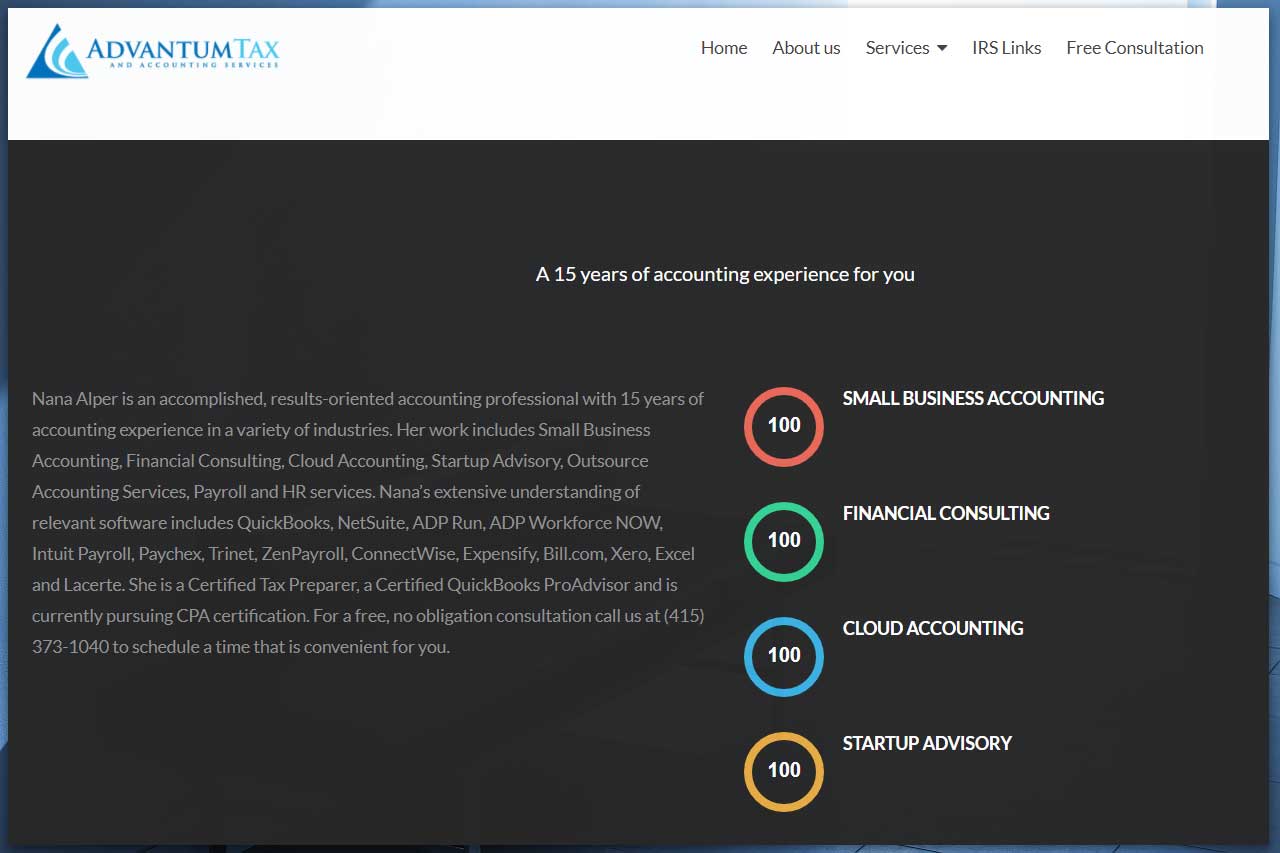 ADVANTUMTAX
AND ACCOUNTING SERVICES
Home About us Services IRS Links Free Consultation
A 15 years of accounting experience for you
Nana Alper is an accomplished, results-oriented accounting professional with 15 years of
accounting experience in a variety of industries. Her work includes Small Business
Accounting, Financial Consulting, Cloud Accounting, Startup Advisory, Outsource
Accounting Services, Payroll and HR services. Nana’s extensive understanding of
relevant software includes QuickBooks, NetSuite, ADP Run, ADP Workforce NOW,
Intuit Payroll, Paychex, Trinet, ZenPayroll, ConnectWise, Expensify, Bill.com, Xero, Excel
and Lacerte. She is a Certified Tax Preparer, a Certified QuickBooks ProAdvisor and is
currently pursuing CPA certification. For a free, no obligation consultation call us at (415)
373-1040 to schedule a time that is convenient for you.
100 SMALL BUSINESS ACCOUNTING
100 FINANCIAL CONSULTING
100 CLOUD ACCOUNTING
100 STARTUP ADVISORY